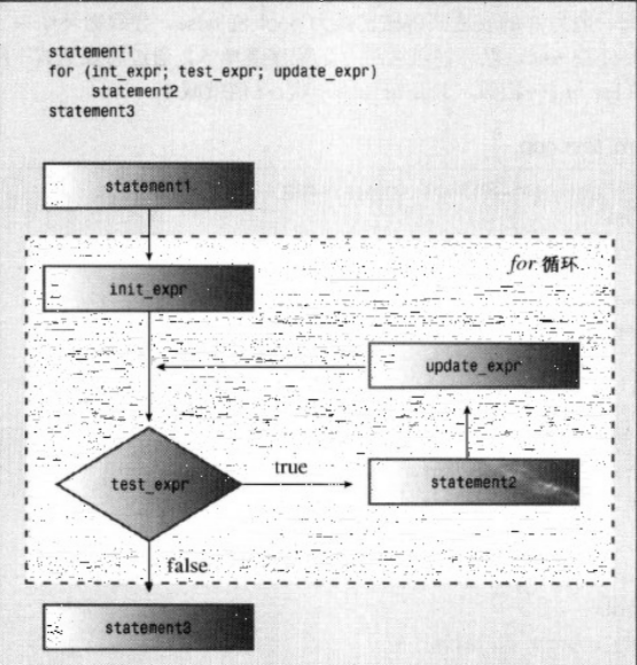 statement1
for (int_expr; test_expr; update_expr)
statement2
statement3
statement1
for 循环
init_expr
update_expr
test_expr
true
statement2
false
statement3